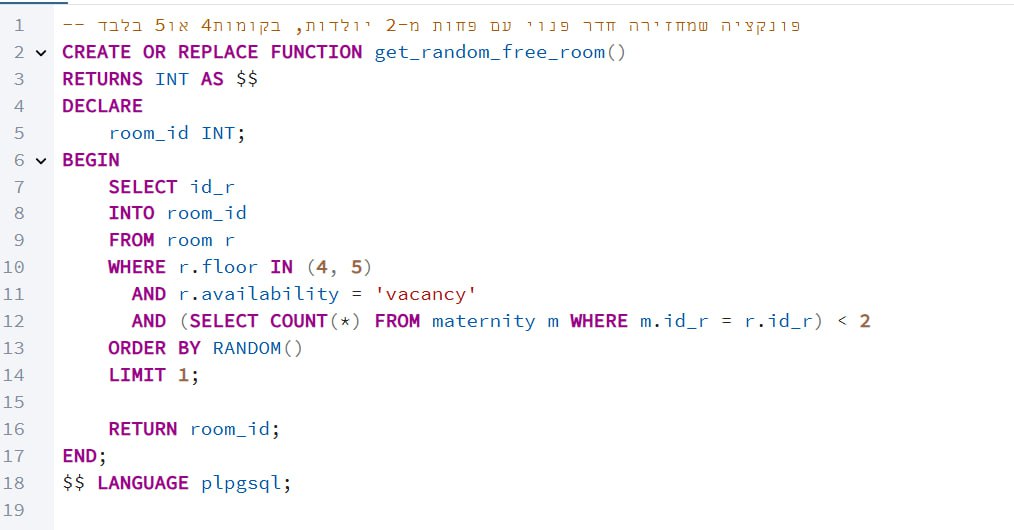 1 -- פונקציה שמחזירה חדר פנוי עם פחות מ-2 יולדות, בקומות4 או5 בלבד
2 CREATE OR REPLACE FUNCTION get_random_free_room()
3 RETURNS INT AS $$
4 DECLARE
5 room_id INT;
6 BEGIN
7 SELECT id_r
8 INTO room_id
9 FROM room r
10 WHERE r.floor IN (4, 5)
11 AND r.availability = 'vacancy'
12 AND (SELECT COUNT(*) FROM maternity m WHERE m.id_r = r.id_r) < 2
13 ORDER BY RANDOM()
14 LIMIT 1;
15
16 RETURN room_id;
17 END;
18 $$ LANGUAGE plpgsql;
19